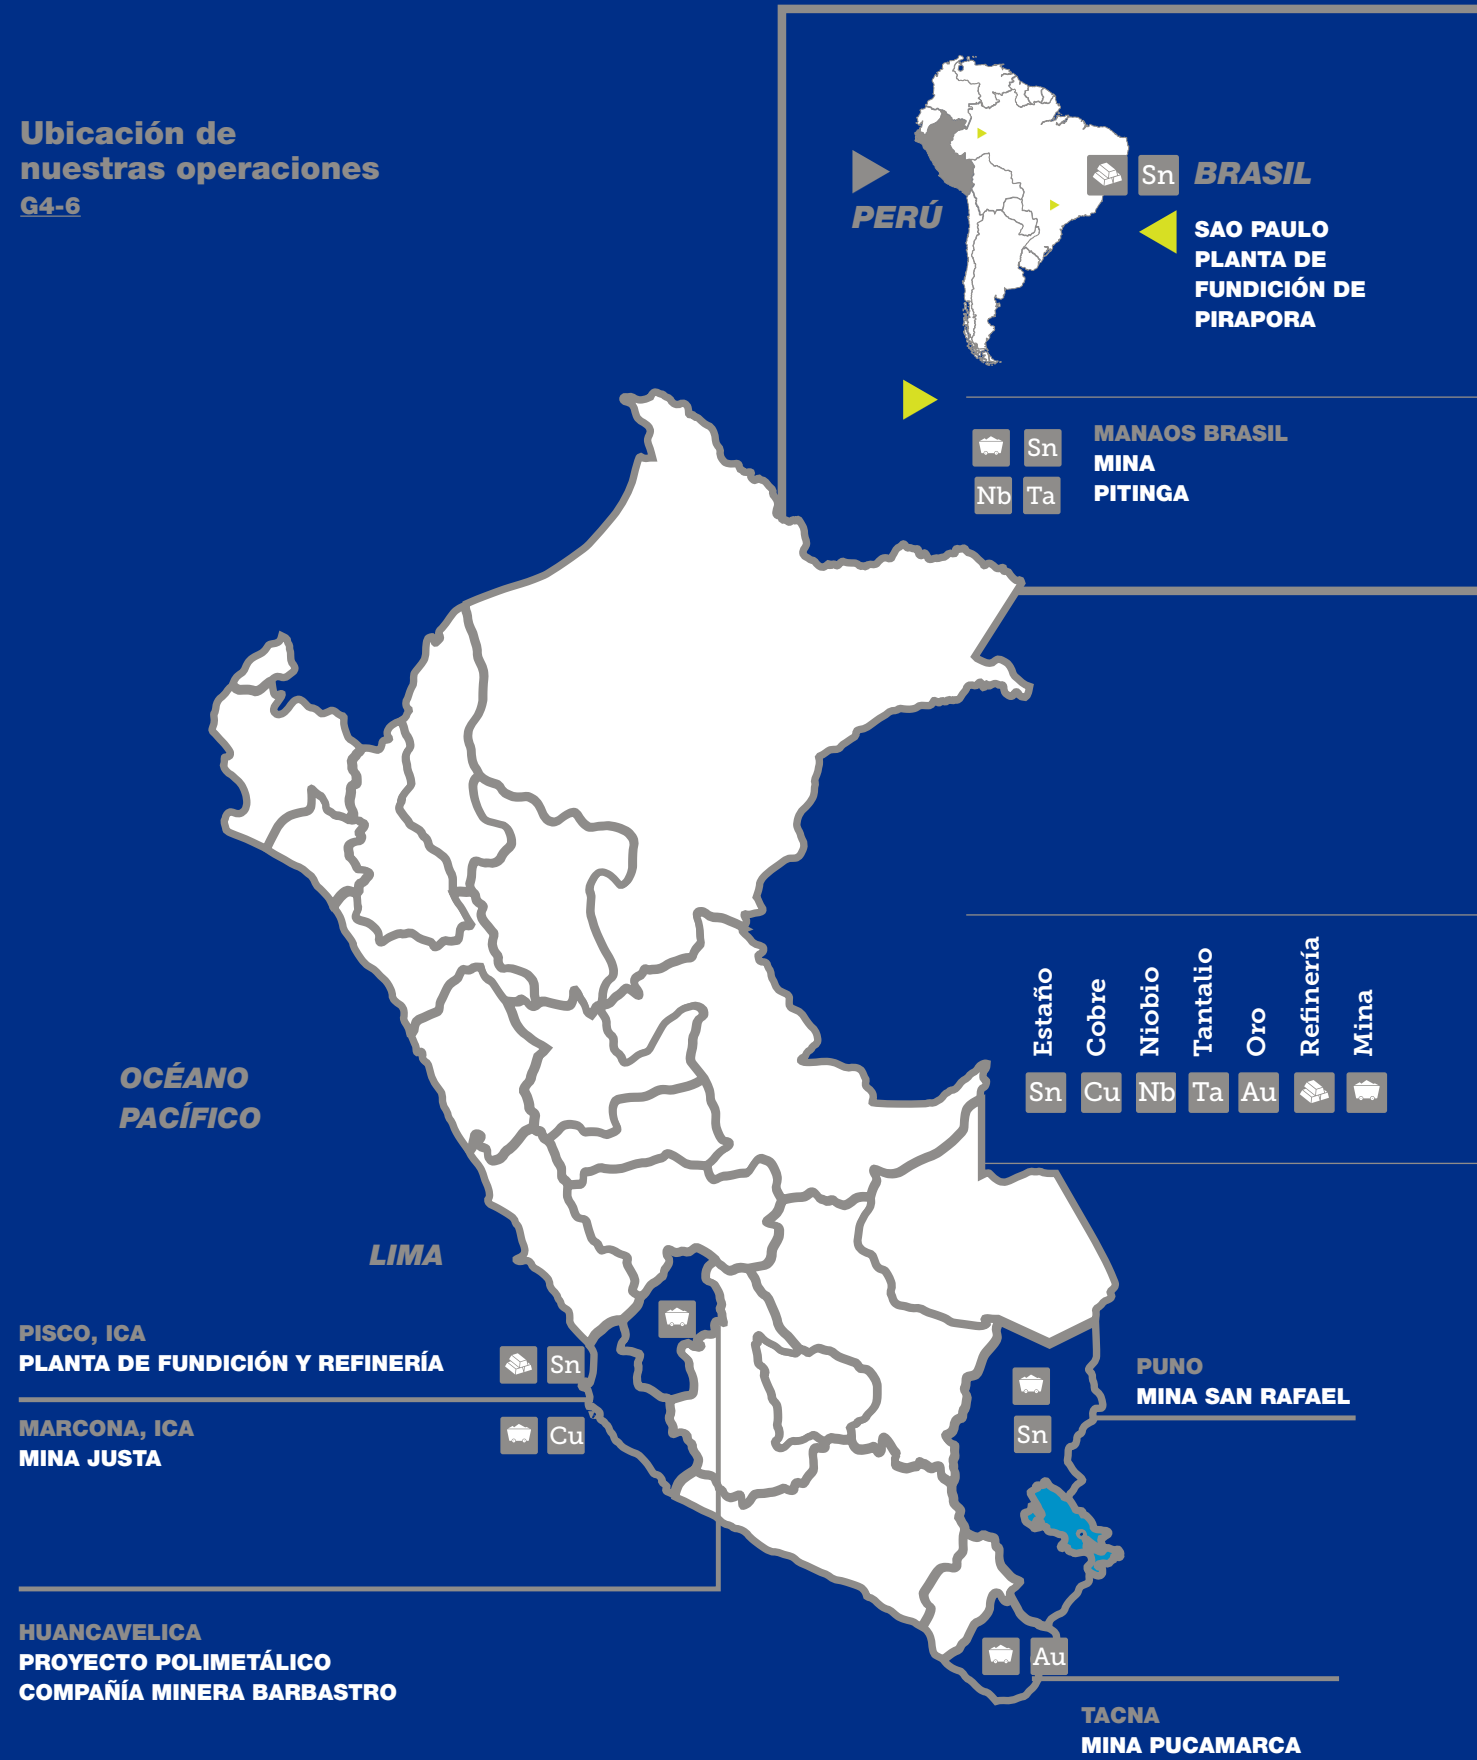 Ubicación de
nuestras operaciones
G4-6
PERÚ
Sn
BRASIL
SAO PAULO
PLANTA DE
FUNDICIÓN DE
PIRAPORA
Sn
Nb Ta
MANAOS BRASIL
MINA
PITINGA
Estaño
Cobre
Niobio
Tantalio
Oro
Refinería
Mina
Sn Cu Nb Ta Au
OCÉANO
PACÍFICO
LIMA
PISCO, ICA
PLANTA DE FUNDICIÓN Y REFINERÍA
Sn
MARCONA, ICA
MINA JUSTA
Cu
PUNO
MINA SAN RAFAEL
Sn
HUANCAVELICA
PROYECTO POLIMETÁLICO
COMPAÑÍA MINERA BARBASTRO
Au
TACNA
MINA PUCAMARCA